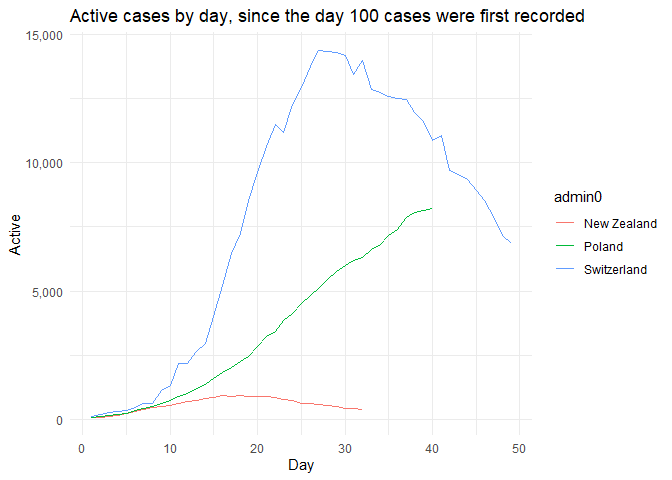 Active cases by day, since the day 100 cases were first recorded
15,000
10,000
5,000
0
Active
0 10 20 30 40 50
Day
admin0
New Zealand
Poland
Switzerland